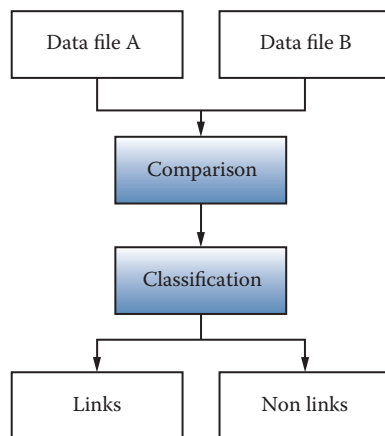 Data file A
Data file B
Comparison
Classification
Links
Non links